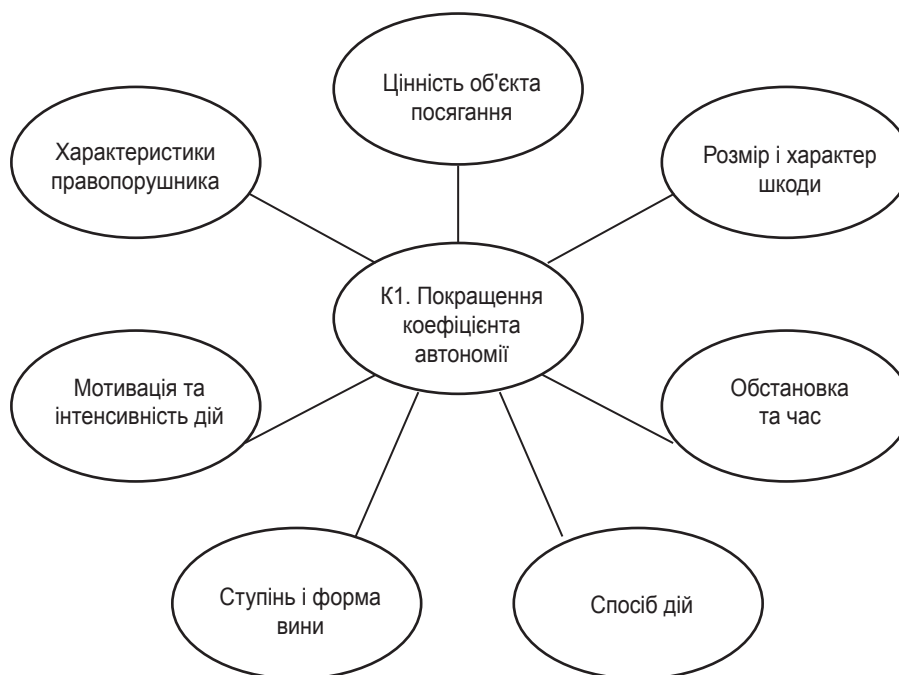 Цінність об'єкта
посягання
Характеристики
правопорушника
Розмір і характер
шкоди
К1. Покращення
коефіцієнта
автономії
Мотивація та
інтенсивність дій
Обстановка
та час
Ступінь і форма
вини
Спосіб дій